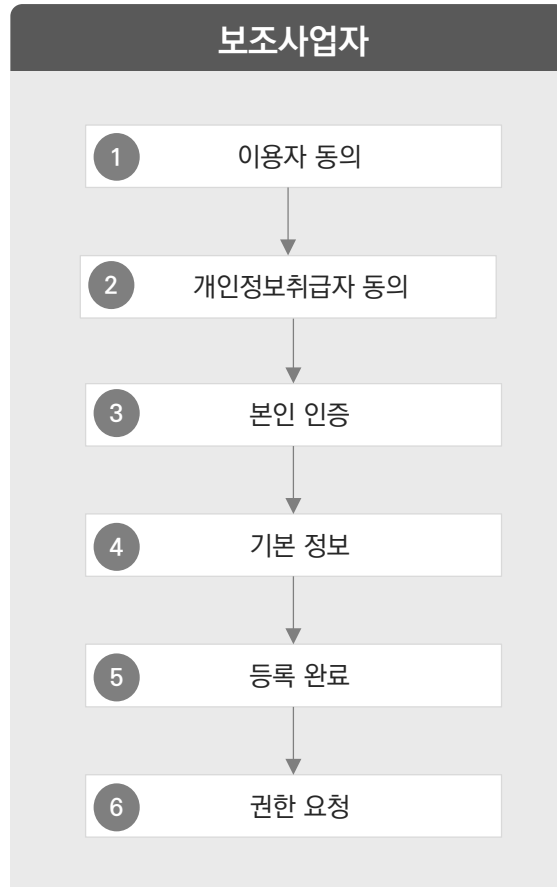 보조사업자
1 이용자 동의
2 개인정보취급자 동의
3 본인 인증
4 기본 정보
5 등록 완료
6 권한 요청